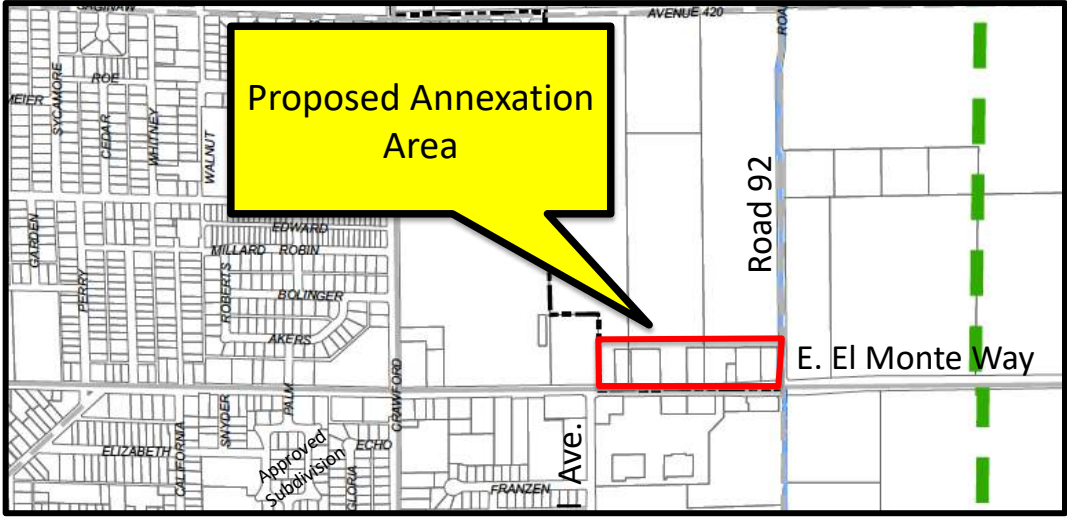 SAGINAW
AVENUE 420
ROE
SYCAMORE
CEDAR
WHITNEY
WALNUT
Proposed Annexation
Area
Road 92
GARDEN
PERRY
EDWARD
MILLARD
ROBIN
ROBERTS
BOLINGER
AKERS
E. El Monte Way
PALM
CRAWFORD
SNYDER
CALIFORNIA
ELIZABETH
ECHO
Approved
Subdivision
GLORIA
FRANZEN
Ave.